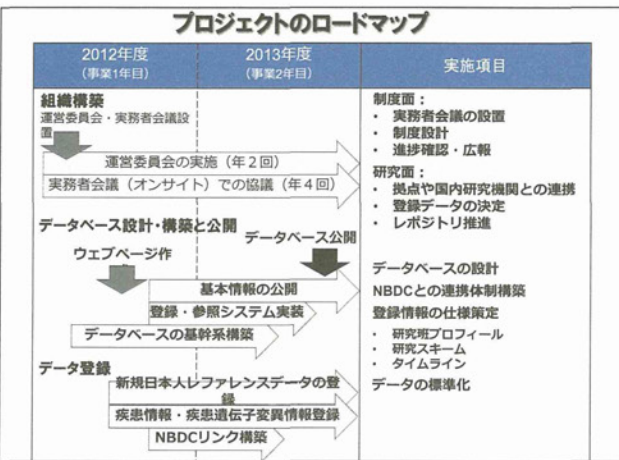 プロジェクトのロードマップ
2012年度
(事業1年目)
2013年度
(事業2年目)
実施項目
組織構築
運営委員会・実務者会議設
置
運営委員会の実施(年2回)
実務者会議(オンサイト)での協議(年4回)
データベース設計・構築と公開
データベース公開
ウェブページ作
基本情報の公開
登録・参照システム実装
データベースの基幹系構築
データ登録
新規日本人レファレンスデータの登
録
疾患情報・疾患遺伝子変異情報登録
NBDCリンク構築
制度面:
・ 実務者会議の設置
・ 制度設計
・ 進捗確認・広報
研究面:
・ 拠点や国内研究機関との連携
・ 登録データの決定
・ レポジトリ推進
データベースの設計
NBDCとの連携体制構築
登録情報の仕様策定
・ 研究班プロフィール
・ 研究スキーム
・ タイムライン
データの標準化